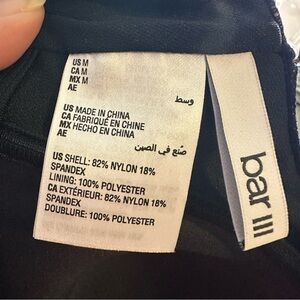 US M
CA M
MX M
AE
وسط
US MADE IN CHINA
CA FABRIQUÉ EN CHINE
MX HECHO EN CHINA
AE
صنع في الصين
US SHELL: 82% NYLON 18%
SPANDEX
LINING: 100% POLYESTER
CA EXTÉRIEUR: 82% NYLON 18%
SPANDEX
DOUBLURE: 100% POLYESTER
bar III